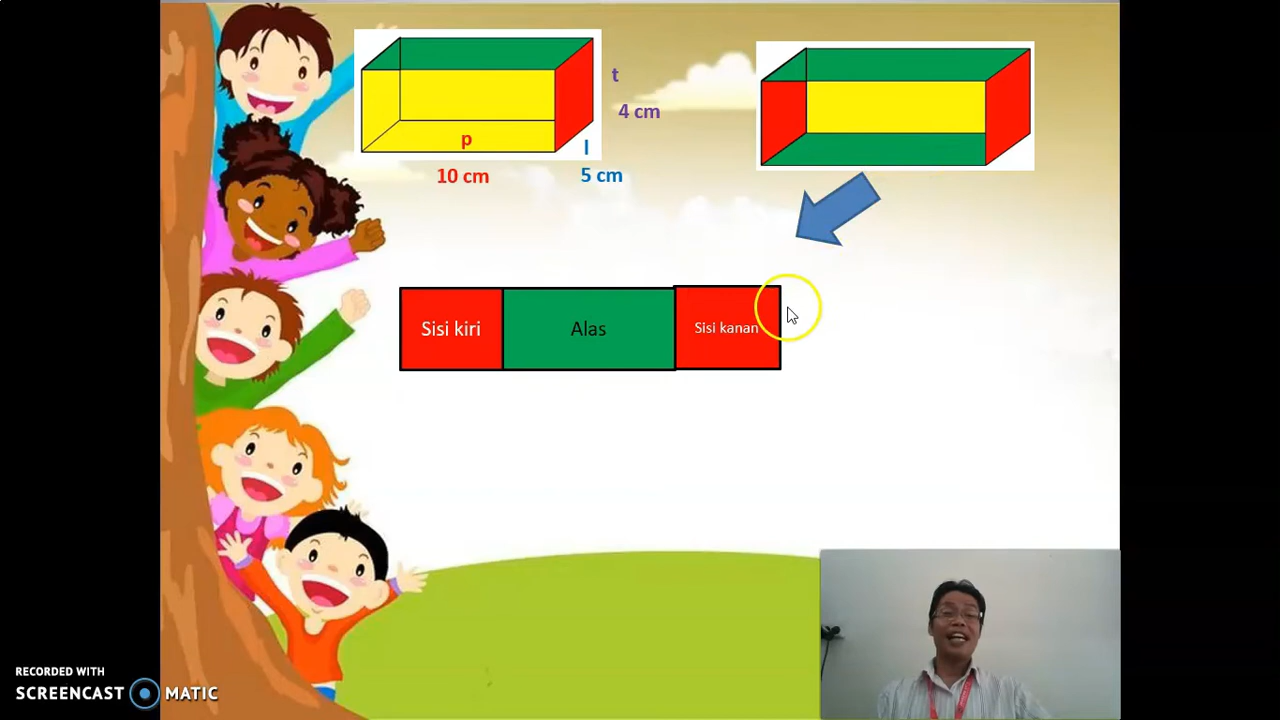 t
4 cm
p
l
10 cm
5 cm
Sisi kiri
Alas
Sisi kanan
RECORDED WITH
SCREENCAST MATIC